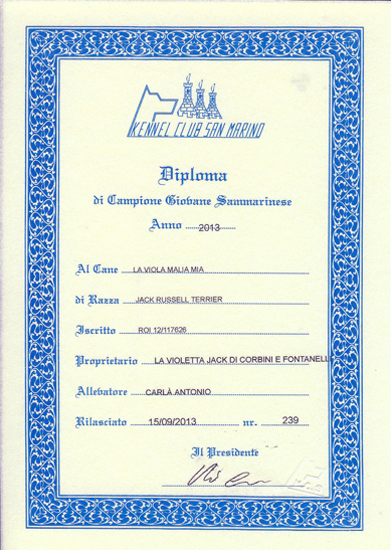 KENNEL CLUB SAN MARINO
Diploma
di Campione Giovane Sammarinese
Anno 2013
Al Cane LA VIOLA MALIA MIA
di Razza JACK RUSSELL TERRIER
Iscritto ROI 12/117626
Proprietario LA VIOLETTA JACK DI CORBINI E FONTANELL
Allevatore CARLÀ ANTONIO
Rilasciato 15/09/2013 nr. 239
Il Presidente